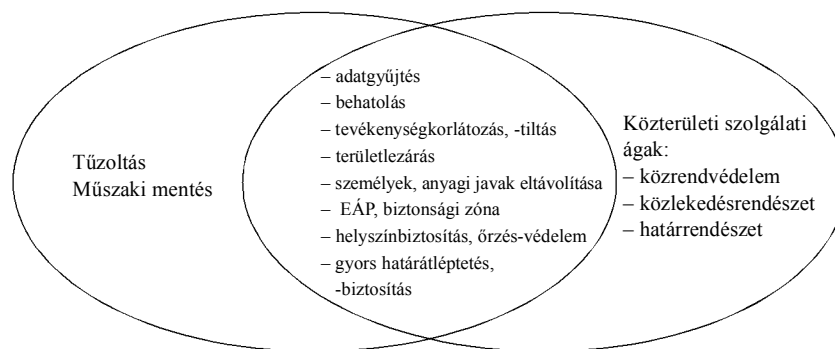 Tűzoltás
Műszaki mentés
– adatgyűjtés
– behatolás
– tevékenységkorlátozás, -tiltás
– területlezárás
– személyek, anyagi javak eltávolítása
– EÁP, biztonsági zóna
– helyszínbiztosítás, őrzés-védelem
– gyors határátléptetés,
-biztosítás
Közterületi szolgálati
ágak:
– közrendvédelem
– közlekedésrendészet
– határrendészet